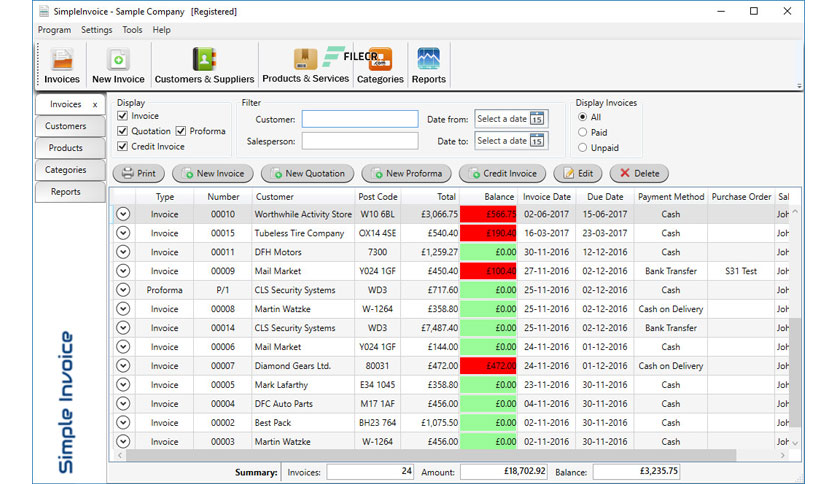 SimpleInvoice - Sample Company [Registered]
Program Settings Tools Help
Invoices New Invoice Customers & Suppliers Products & Services Categories Reports
FILECR
.com
Invoices x
Customers
Products
Categories
Reports
Simple Invoice
Display
Invoice
Quotation Proforma
Credit Invoice
Filter
Customer: Date from: Select a date 15
Salesperson: Date to: Select a date 15
Display Invoices
All
Paid
Unpaid
Print New Invoice New Quotation New Proforma Credit Invoice Edit Delete
Type Number Customer Post Code Total Balance Invoice Date Due Date Payment Method Purchase Order Sal
Invoice 00010 Worthwhile Activity Store W10 6BL £3,066.75 £566.75 02-06-2017 15-06-2017 Cash Joh
Invoice 00015 Tubeless Tire Company OX14 4SE £540.40 £190.40 16-03-2017 23-03-2017 Cash Joh
Invoice 00011 DFH Motors 7300 £1,259.27 £0.00 30-11-2016 12-12-2016 Cash Joh
Invoice 00009 Mail Market Y024 1GF £450.40 £100.40 27-11-2016 02-12-2016 Bank Transfer S31 Test Joh
Proforma P/1 CLS Security Systems WD3 £717.60 £0.00 25-11-2016 02-12-2016 Cash Joh
Invoice 00008 Martin Watzke W-1264 £358.80 £0.00 25-11-2016 02-12-2016 Cash on Delivery Joh
Invoice 00014 CLS Security Systems WD3 £7,487.40 £0.00 25-11-2016 02-12-2016 Bank Transfer Joh
Invoice 00006 Mail Market Y024 1GF £144.00 £0.00 24-11-2016 01-12-2016 Cash Joh
Invoice 00007 Diamond Gears Ltd. 80031 £472.00 £472.00 24-11-2016 01-12-2016 Cash on Delivery Joh
Invoice 00005 Mark Lafarthy E34 1045 £358.80 £0.00 23-11-2016 30-11-2016 Cash Joh
Invoice 00004 DFC Auto Parts M17 1AF £456.00 £0.00 04-11-2016 30-11-2016 Cash Joh
Invoice 00002 Best Pack BH23 764 £1,075.50 £0.00 02-11-2016 30-11-2016 Cash Joh
Invoice 00003 Martin Watzke W-1264 £456.00 £0.00 02-11-2016 30-11-2016 Cash Joh
Summary: Invoices: 24 Amount: £18,702.92 Balance: £3,235.75